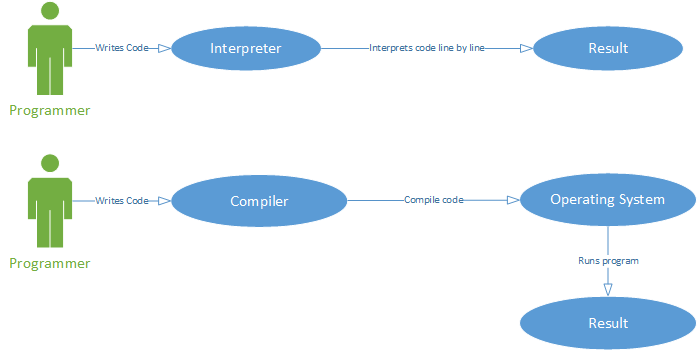 Writes Code
Interpreter
Interprets code line by line
Result
Programmer
Writes Code
Compiler
Compile code
Operating System
Programmer
Runs program
Result